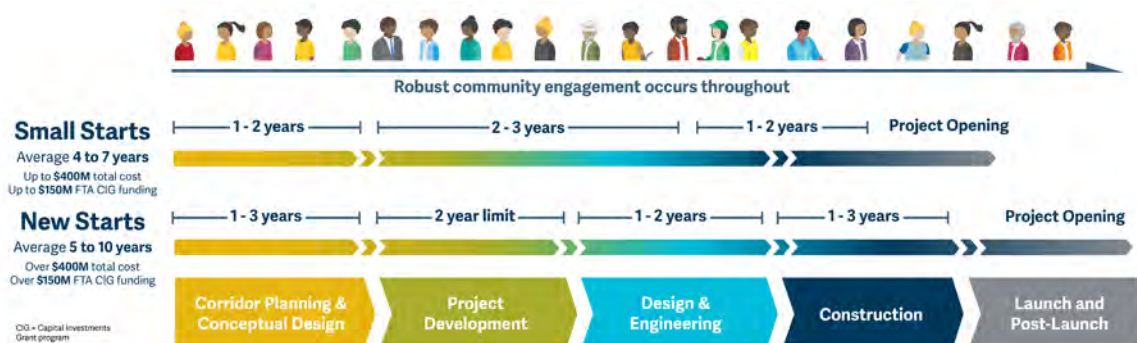 Robust community engagement occurs throughout
Small Starts
Average 4 to 7 years
Up to $400M total cost
Up to $150M FTA CIG funding
1 - 2 years
2 - 3 years
1 - 2 years
Project Opening
New Starts
Average 5 to 10 years
Over $400M total cost
Over $150M FTA CIG funding
1 - 3 years
2 year limit
1 - 2 years
1 - 3 years
Project Opening
Corridor Planning &
Conceptual Design
Project
Development
Design &
Engineering
Construction
Launch and
Post-Launch
CIG = Capital Investments
Grant program